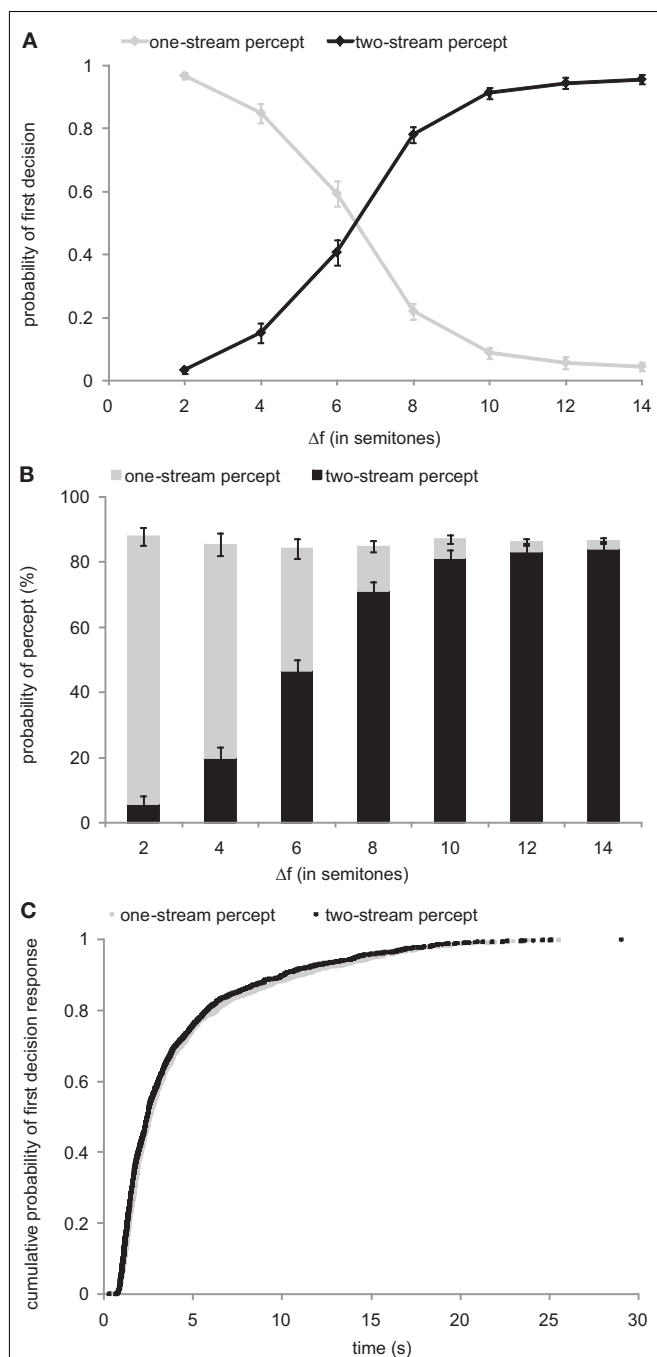 A
one-stream percept two-stream percept
probability of first decision
1
0.8
0.6
0.4
0.2
0
0 2 4 6 8 10 12 14
Δf (in semitones)
B
one-stream percept two-stream percept
probability of percept (%)
100
80
60
40
20
0
2 4 6 8 10 12 14
Δf (in semitones)
C
one-stream percept two-stream percept
cumulative probability of first decision response
1
0.8
0.6
0.4
0.2
0
0 5 10 15 20 25 30
time (s)